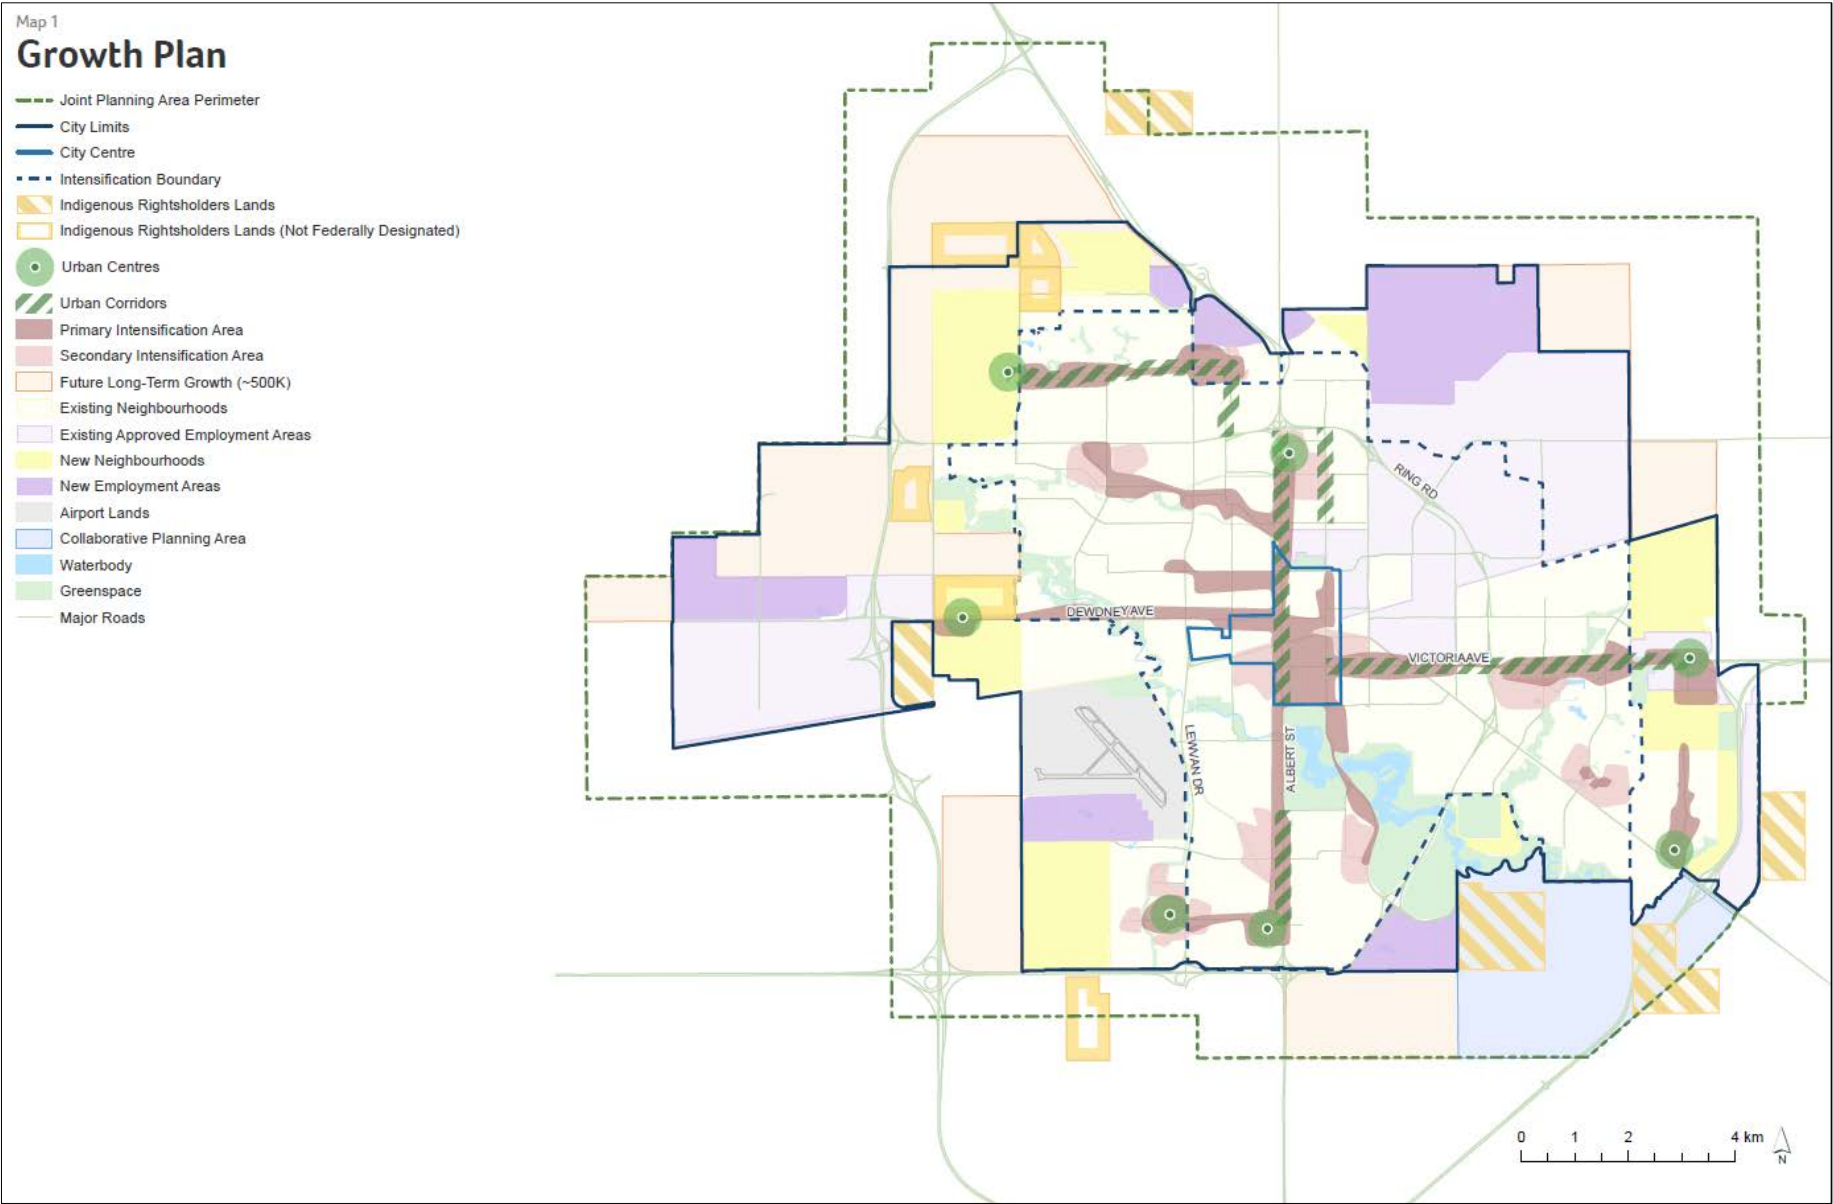 Map 1
Growth Plan
Joint Planning Area Perimeter
City Limits
City Centre
Intensification Boundary
Indigenous Rightsholders Lands
Indigenous Rightsholders Lands (Not Federally Designated)
Urban Centres
Urban Corridors
Primary Intensification Area
Secondary Intensification Area
Future Long-Term Growth (~500K)
Existing Neighbourhoods
Existing Approved Employment Areas
New Neighbourhoods
New Employment Areas
Airport Lands
Collaborative Planning Area
Waterbody
Greenspace
Major Roads
RING RD
DEWDNEY AVE
VICTORIA AVE
LEWVAN DR
ALBERT ST
0 1 2 4 km
N